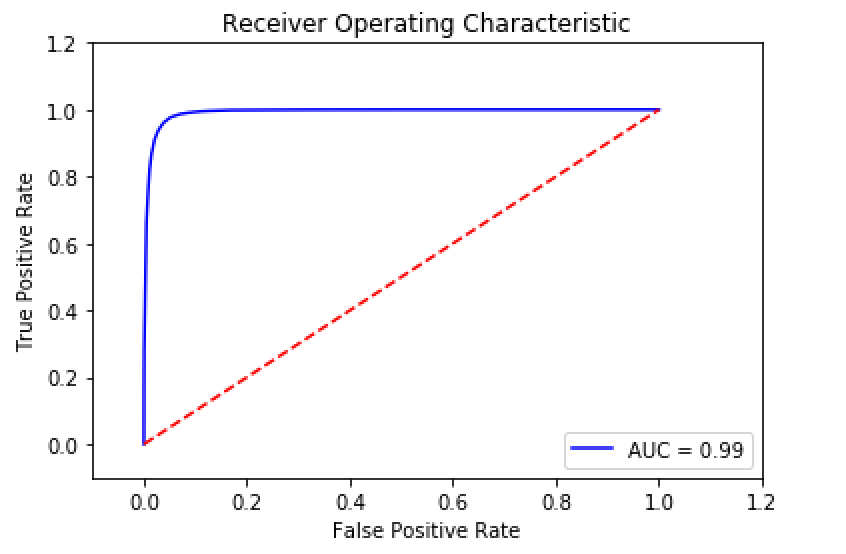 Receiver Operating Characteristic
1.2
1.0
0.8
0.6
0.4
0.2
0.0
True Positive Rate
AUC = 0.99
0.0 0.2 0.4 0.6 0.8 1.0 1.2
False Positive Rate